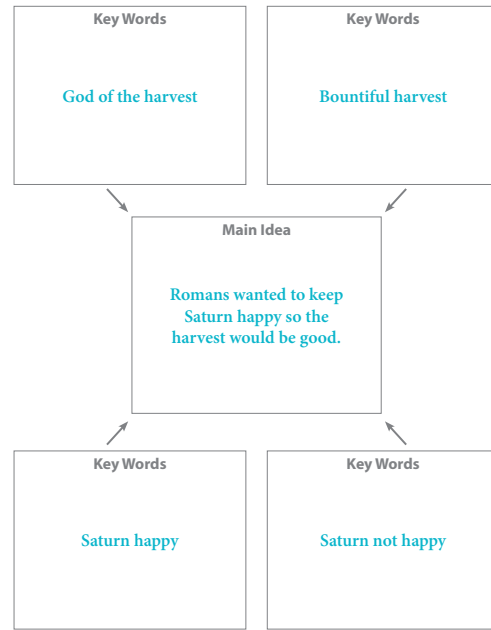 Key Words
God of the harvest
Key Words
Bountiful harvest
Main Idea
Romans wanted to keep
Saturn happy so the
harvest would be good.
Key Words
Saturn happy
Key Words
Saturn not happy